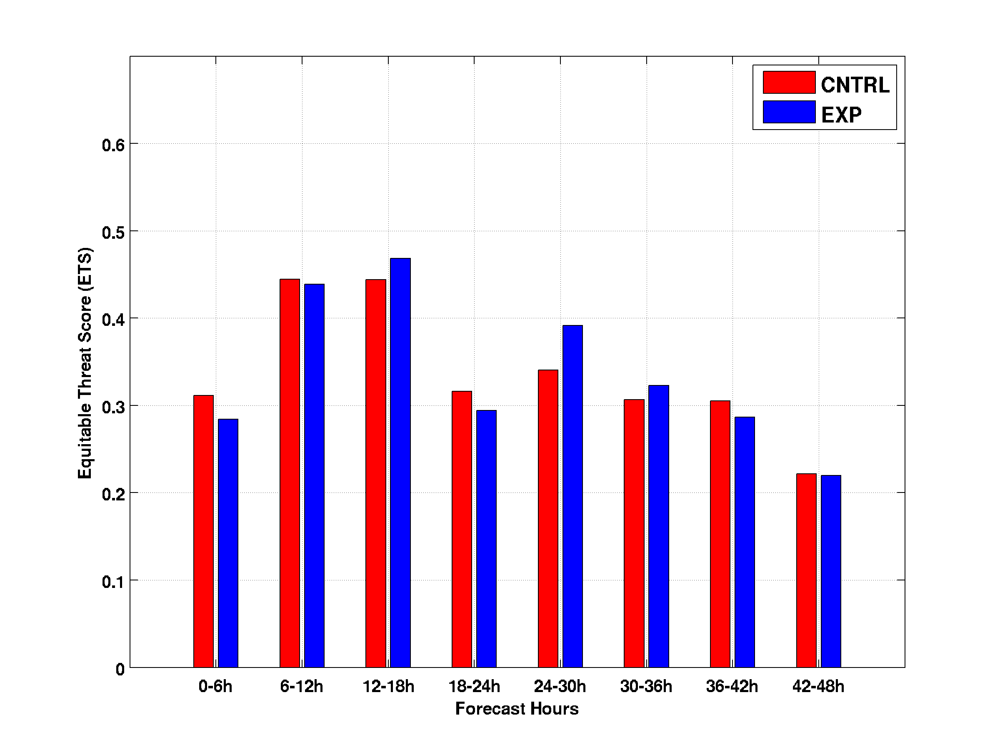 CNTRL
EXP
0.6
0.5
0.4
0.3
0.2
0.1
0
Equitable Threat Score (ETS)
0-6h 6-12h 12-18h 18-24h 24-30h 30-36h 36-42h 42-48h
Forecast Hours